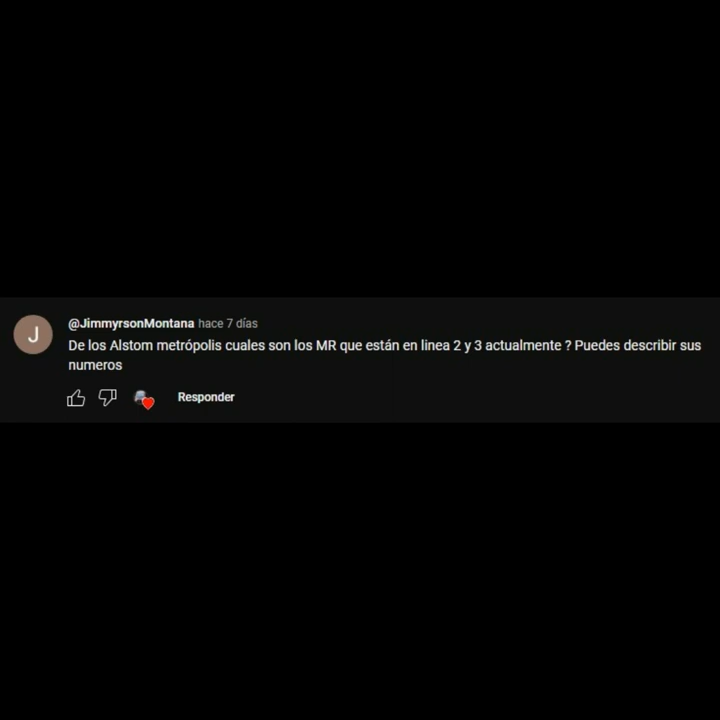 J
@JimmyrsonMontana hace 7 días
De los Alstom metrópolis cuales son los MR que están en linea 2 y 3 actualmente ? Puedes describir sus
numeros
Responder